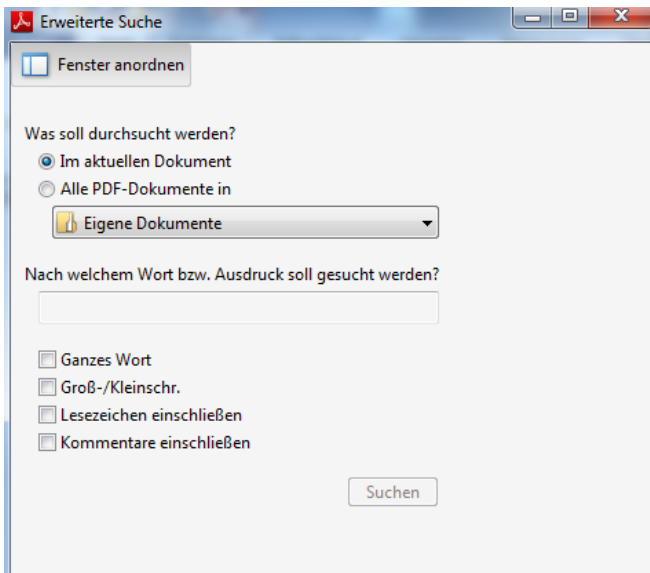 Erweiterte Suche
Fenster anordnen
Was soll durchsucht werden?
Im aktuellen Dokument
Alle PDF-Dokumente in
Eigene Dokumente
Nach welchem Wort bzw. Ausdruck soll gesucht werden?
Ganzes Wort
Groß-/Kleinschr.
Lesezeichen einschließen
Kommentare einschließen
Suchen